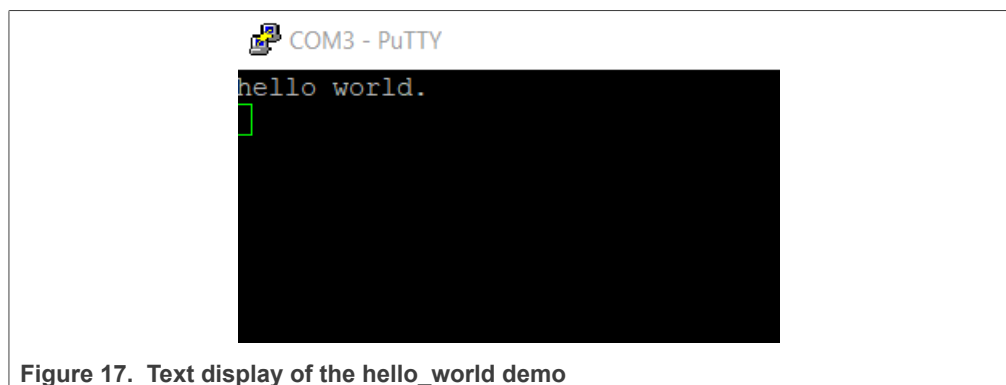 COM3 - PuTTY
hello world.
Figure 17. Text display of the hello_world demo